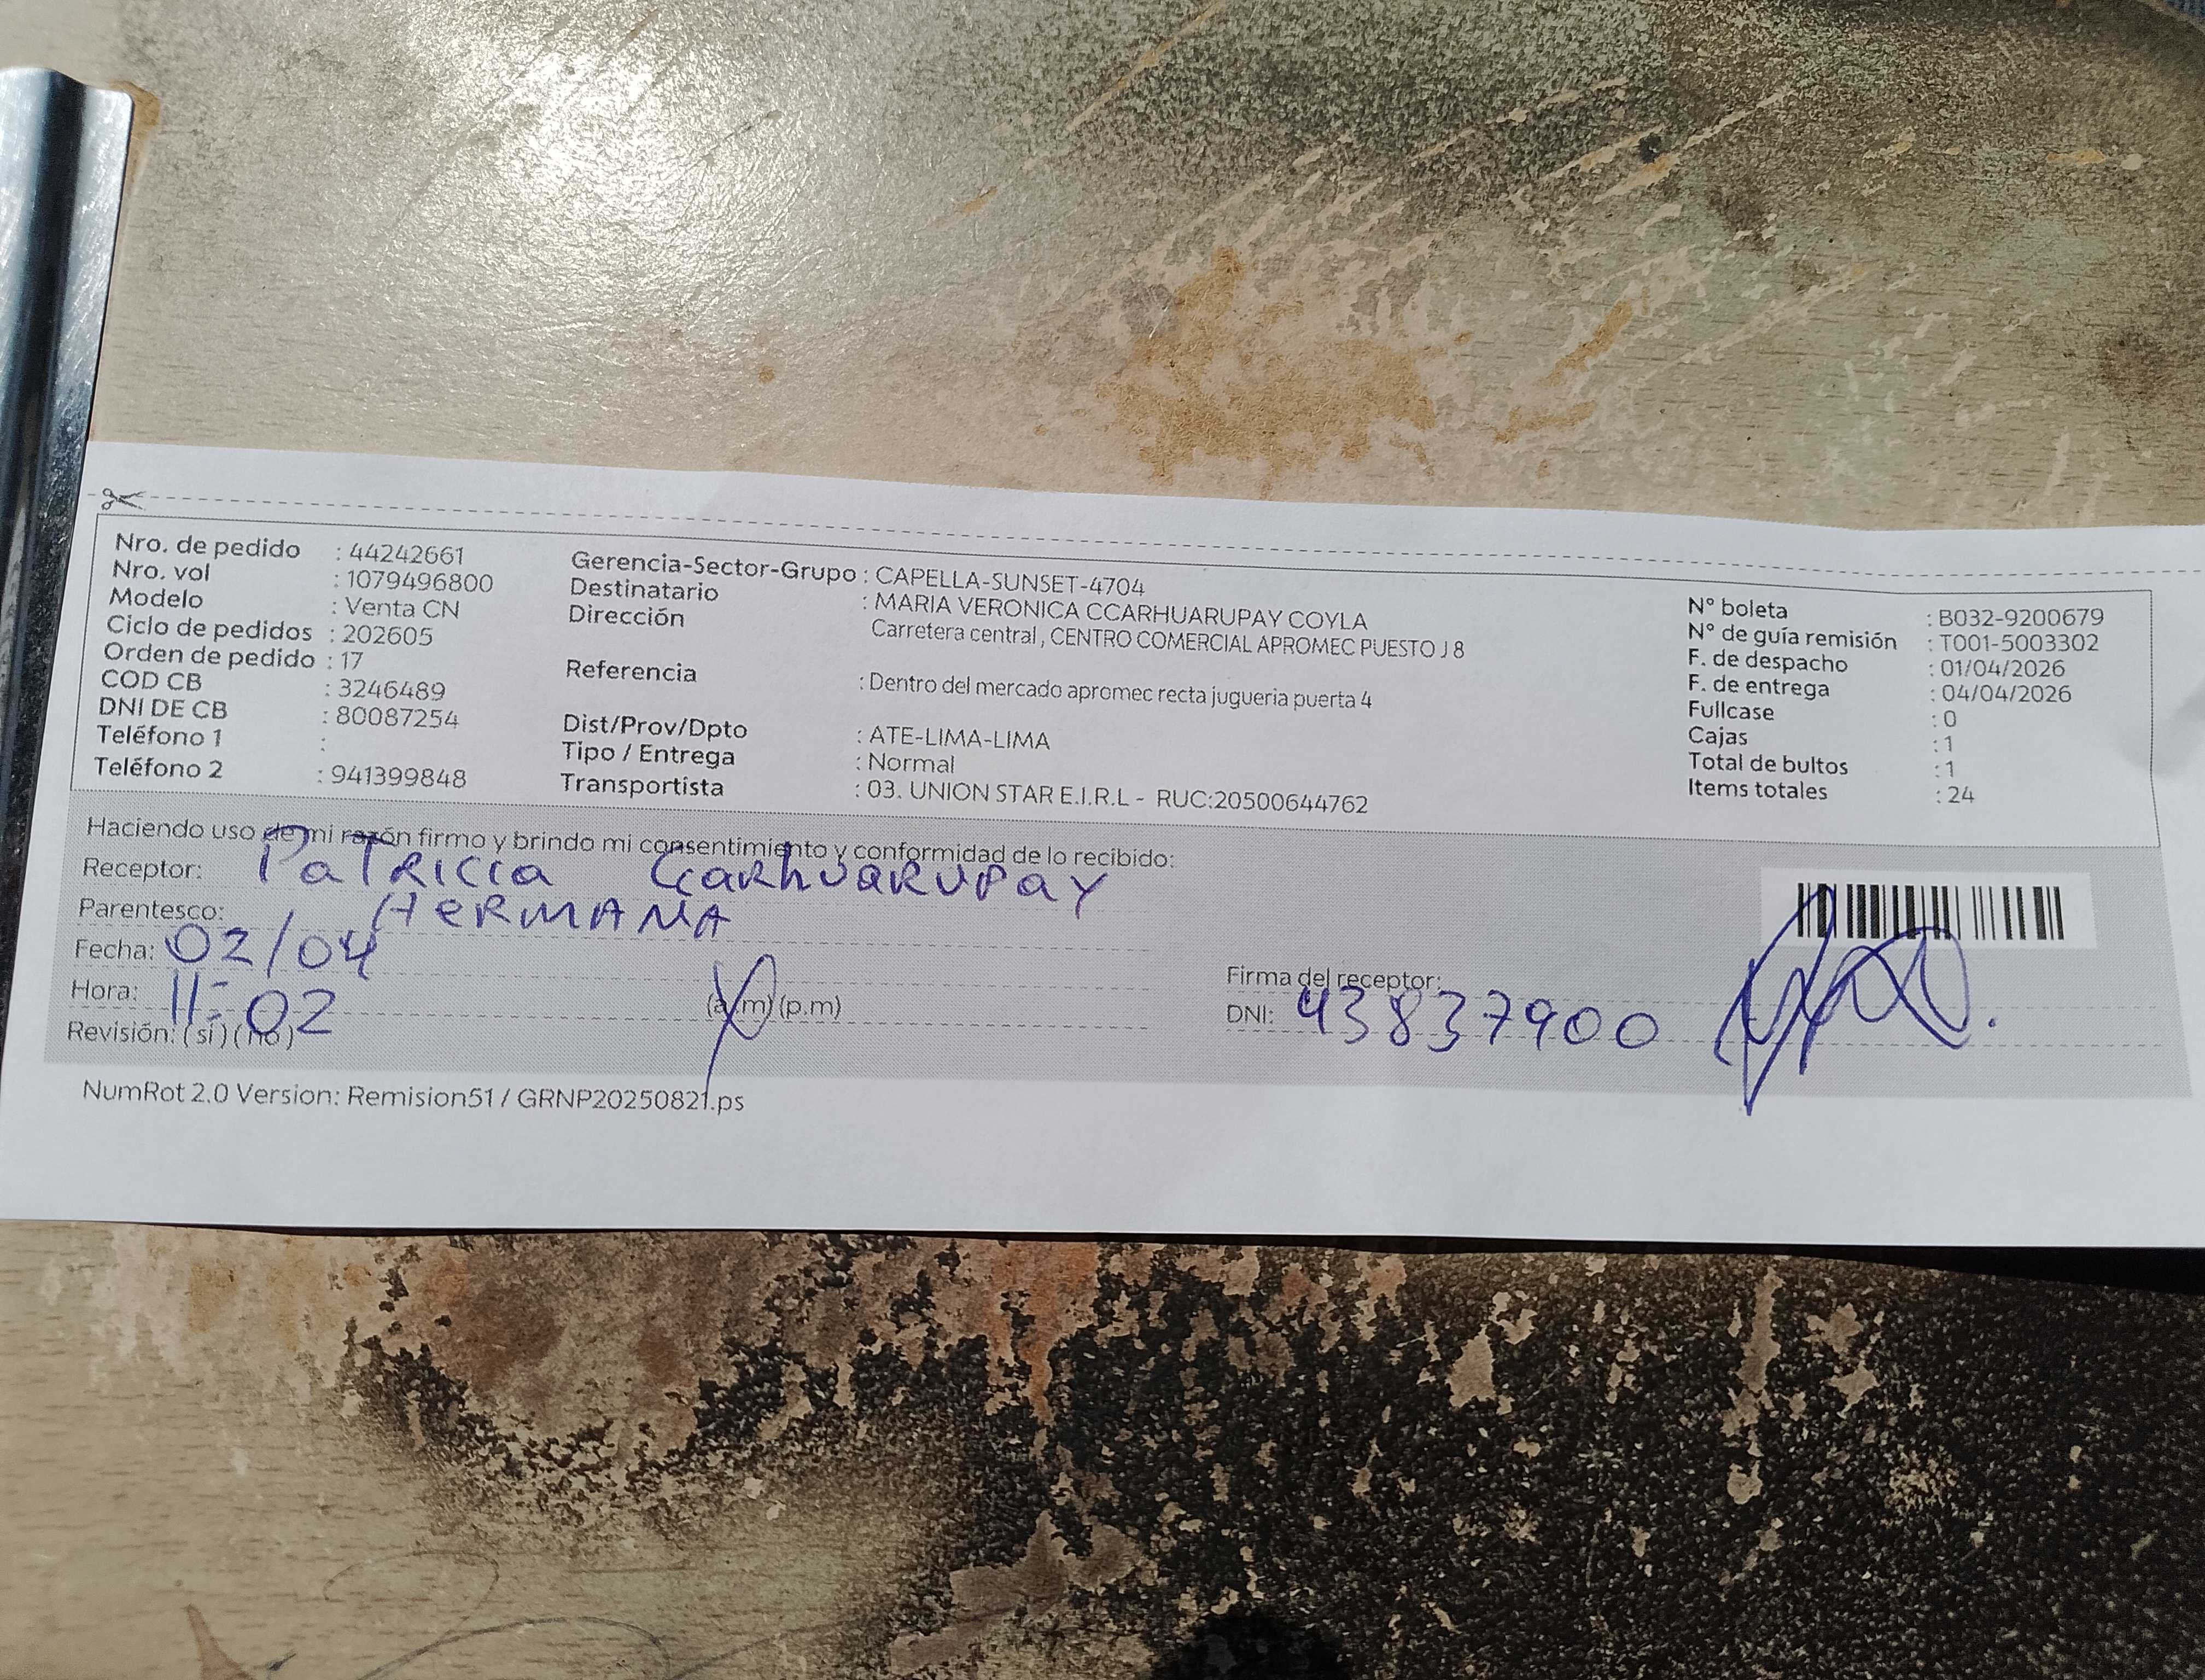 Nro. de pedido : 44242661
Nro. vol : 1079496800
Modelo : Venta CN
Ciclo de pedidos : 202605
Orden de pedido : 17
COD CB : 3246489
DNI DE CB : 80087254
Teléfono 1 :
Teléfono 2 : 941399848
Gerencia-Sector-Grupo : CAPELLA-SUNSET-4704
Destinatario : MARIA VERONICA CCARHUARUPAY COYLA
Dirección Carretera central, CENTRO COMERCIAL APROMEC PUESTO J 8
Referencia : Dentro del mercado apromec recta jugueria puerta 4
Dist/Prov/Dpto : ATE-LIMA-LIMA
Tipo / Entrega : Normal
Transportista : 03. UNION STAR E.I.R.L - RUC:20500644762
N° boleta : B032-9200679
N° de guía remisión : T001-5003302
F. de despacho : 01/04/2026
F. de entrega : 04/04/2026
Fullcase : 0
Cajas : 1
Total de bultos : 1
Items totales : 24
Haciendo uso de mi razón firmo y brindo mi consentimiento y conformidad de lo recibido:
Receptor: PaTRICIa CcaRhuaRUPaY
Parentesco: HeRMANA
Fecha: 02/04
Hora: 11:02 (a.m) (p.m)
Revisión: (sí) (no)
Firma del receptor:
DNI: 43837900
NumRot 2.0 Version: Remision51 / GRNP20250821.ps